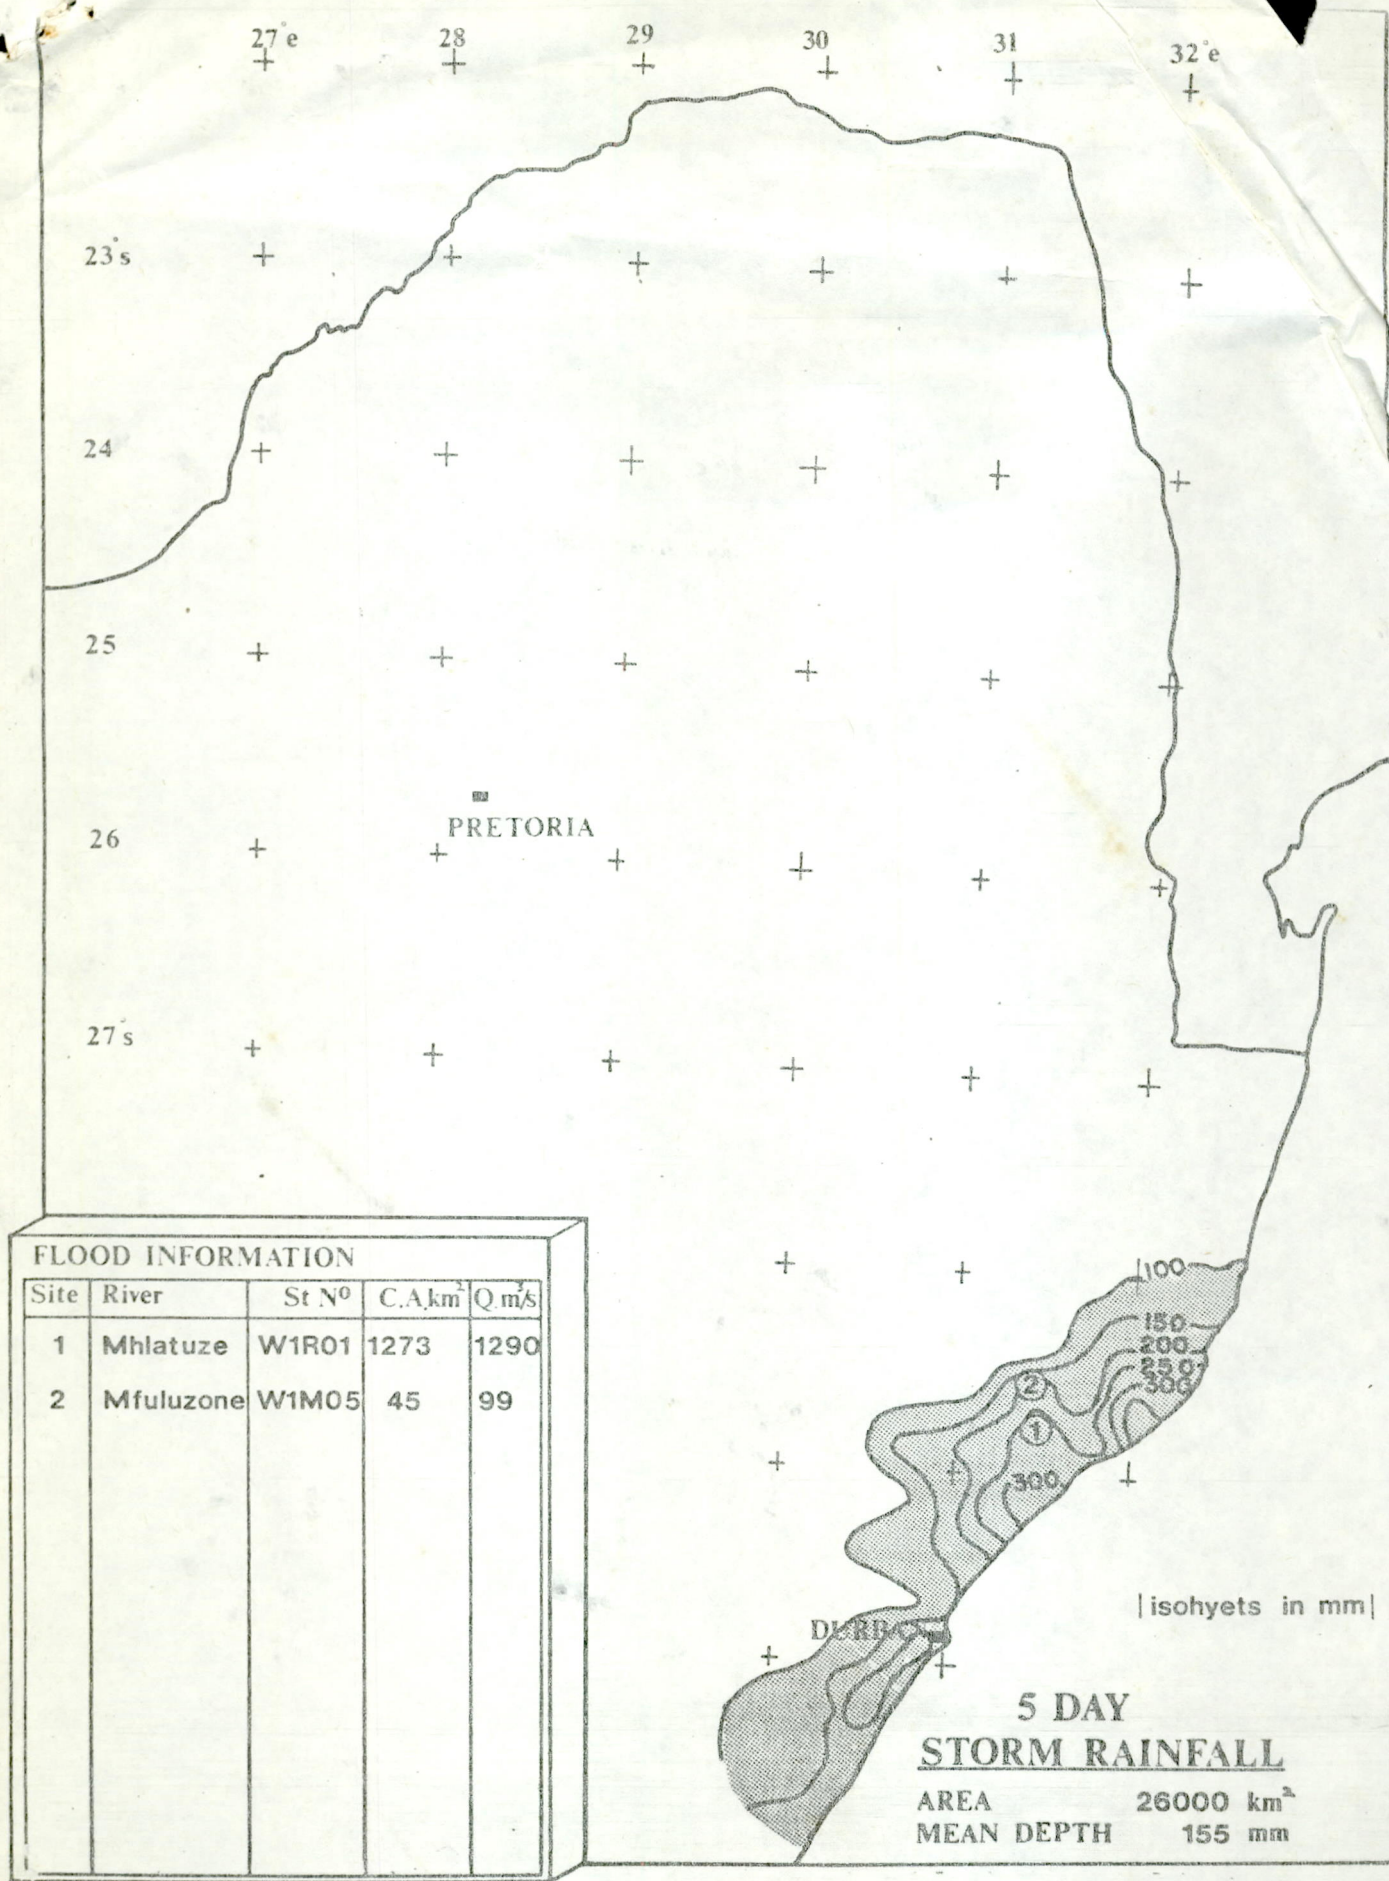 27°e 28 29 30 31 32°e
23°s
24
25
PRETORIA
26
27°s
FLOOD INFORMATION
Site River St Nº C.A.km² Q.m³/s
1 Mhlatuze W1R01 1273 1290
2 Mfuluzone W1M05 45 99
100
150
200
250
300
2
1
300
isohyets in mm
5 DAY
STORM RAINFALL
AREA 26000 km²
MEAN DEPTH 155 mm